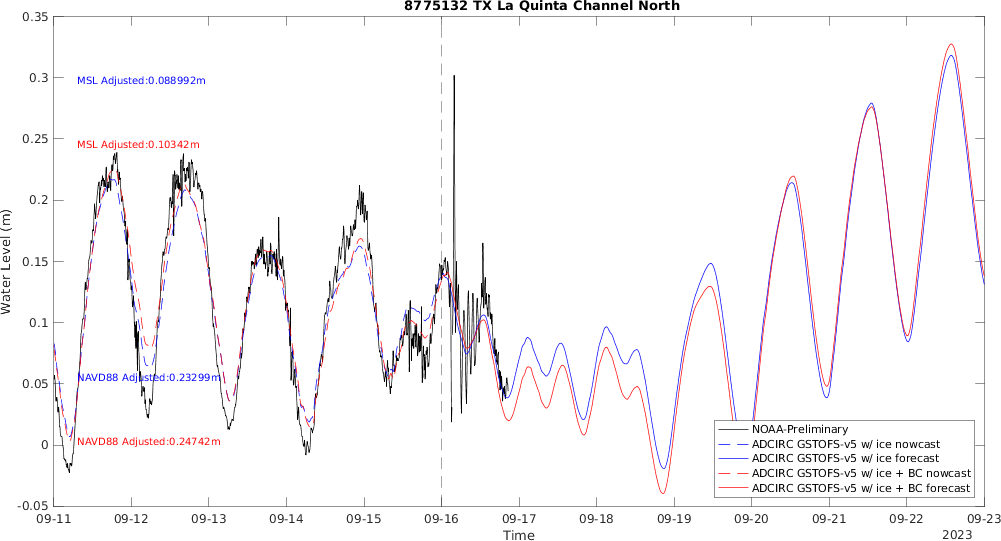 8775132 TX La Quinta Channel North
0.35
0.3
0.25
0.2
0.15
0.1
0.05
0
-0.05
Water Level (m)
MSL Adjusted:0.088992m
MSL Adjusted:0.10342m
NAVD88 Adjusted:0.23299m
NAVD88 Adjusted:0.24742m
NOAA-Preliminary
ADCIRC GSTOFS-v5 w/ ice nowcast
ADCIRC GSTOFS-v5 w/ ice forecast
ADCIRC GSTOFS-v5 w/ ice + BC nowcast
ADCIRC GSTOFS-v5 w/ ice + BC forecast
09-11 09-12 09-13 09-14 09-15 09-16 09-17 09-18 09-19 09-20 09-21 09-22 09-23
Time
2023